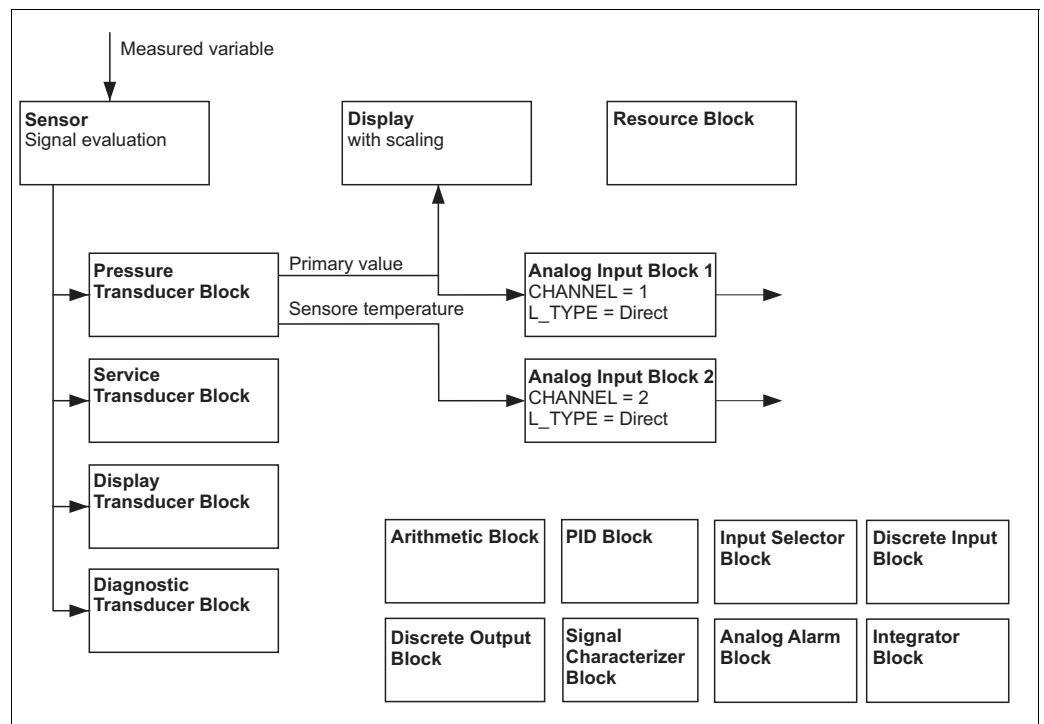 Measured variable
Sensor
Signal evaluation
Display
with scaling
Resource Block
Pressure
Transducer Block
Primary value
Sensore temperature
Analog Input Block 1
CHANNEL = 1
L_TYPE = Direct
Service
Transducer Block
Analog Input Block 2
CHANNEL = 2
L_TYPE = Direct
Display
Transducer Block
Diagnostic
Transducer Block
Arithmetic Block
PID Block
Input Selector
Block
Discrete Input
Block
Discrete Output
Block
Signal
Characterizer
Block
Analog Alarm
Block
Integrator
Block